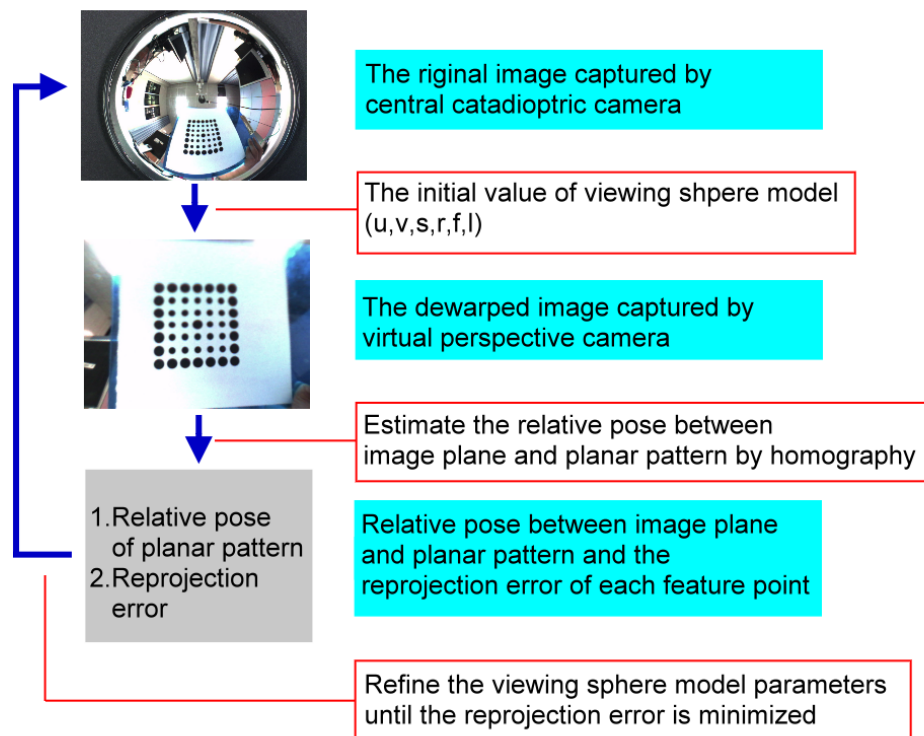 The riginal image captured by
central catadioptric camera
The initial value of viewing shpere model
(u,v,s,r,f,l)
The dewarped image captured by
virtual perspective camera
Estimate the relative pose between
image plane and planar pattern by homography
1.Relative pose
of planar pattern
2.Reprojection
error
Relative pose between image plane
and planar pattern and the
reprojection error of each feature point
Refine the viewing sphere model parameters
until the reprojection error is minimized